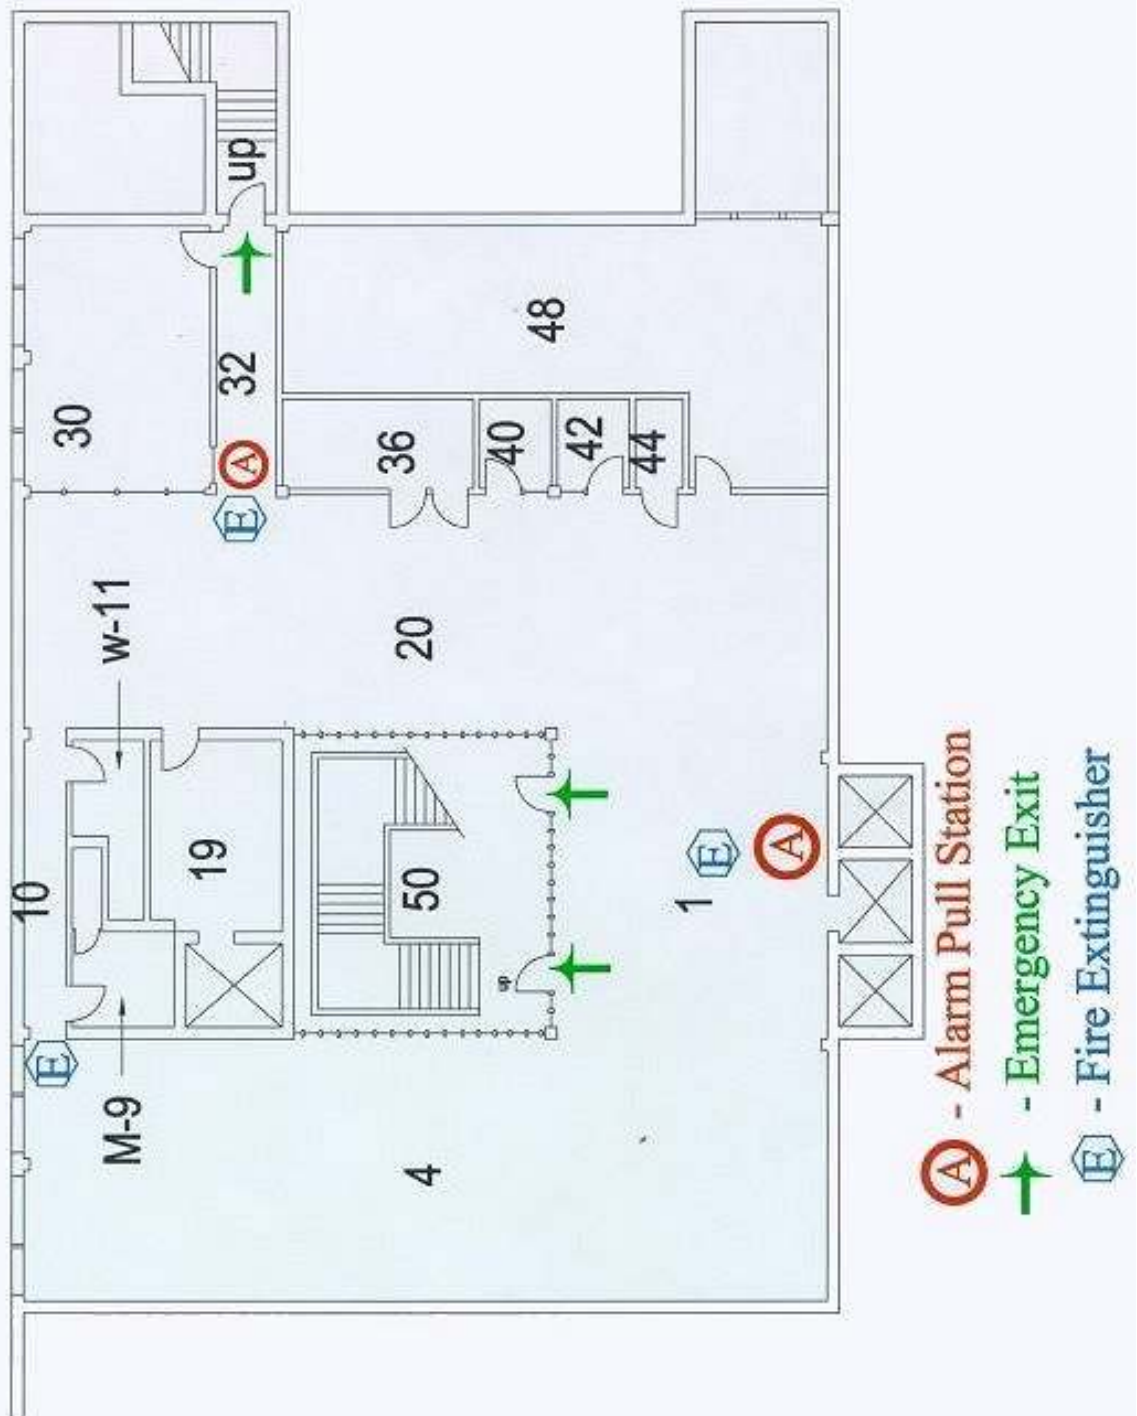 10
E
30
M-9
w-11
19
E
A
32
up
4
50
20
36
40
48
42
44
1
E
A
A - Alarm Pull Station
- Emergency Exit
E - Fire Extinguisher